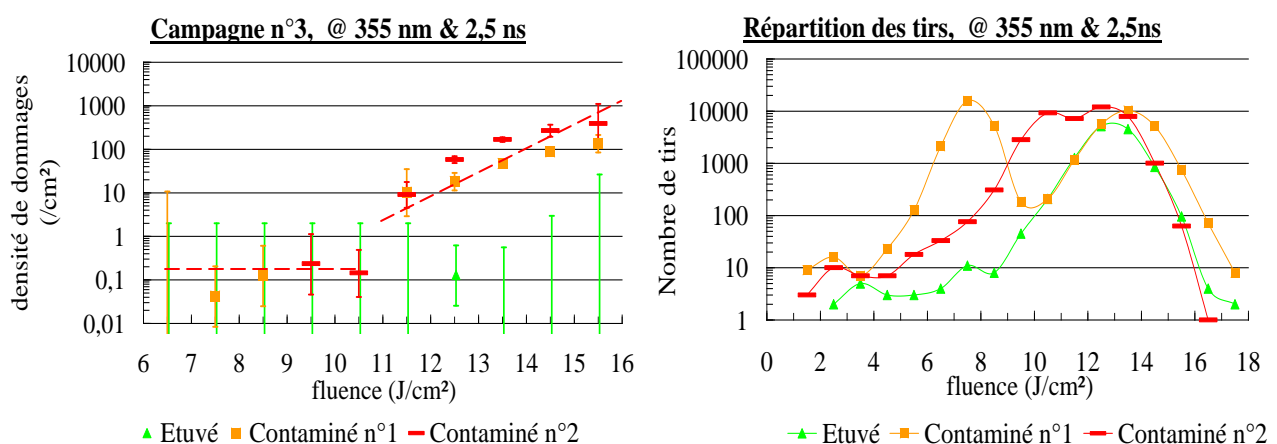 Campagne n°3, @ 355 nm & 2,5 ns
densité de dommages
(/cm²)
10000
1000
100
10
1
0,1
0,01
6 7 8 9 10 11 12 13 14 15 16
fluence (J/cm²)
Etuvé Contaminé n°1 Contaminé n°2
Répartition des tirs, @ 355 nm & 2,5ns
Nombre de tirs
100000
10000
1000
100
10
1
0 2 4 6 8 10 12 14 16 18
fluence (J/cm²)
Etuvé Contaminé n°1 Contaminé n°2